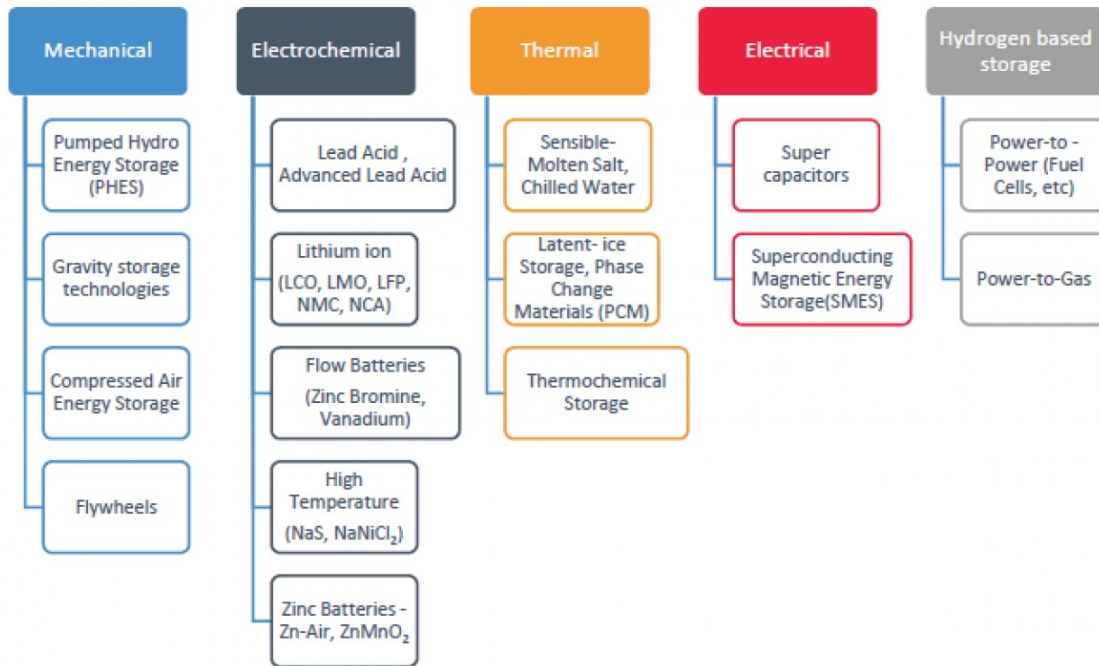 Mechanical
Pumped Hydro
Energy Storage
(PHES)
Gravity storage
technologies
Compressed Air
Energy Storage
Flywheels
Electrochemical
Lead Acid ,
Advanced Lead Acid
Lithium ion
(LCO, LMO, LFP,
NMC, NCA)
Flow Batteries
(Zinc Bromine,
Vanadium)
High
Temperature
(NaS, NaNiCl₂)
Zinc Batteries -
Zn-Air, ZnMnO₂
Thermal
Sensible-
Molten Salt,
Chilled Water
Latent- ice
Storage, Phase
Change
Materials (PCM)
Thermochemical
Storage
Electrical
Super
capacitors
Superconducting
Magnetic Energy
Storage(SMES)
Hydrogen based
storage
Power-to -
Power (Fuel
Cells, etc)
Power-to-Gas